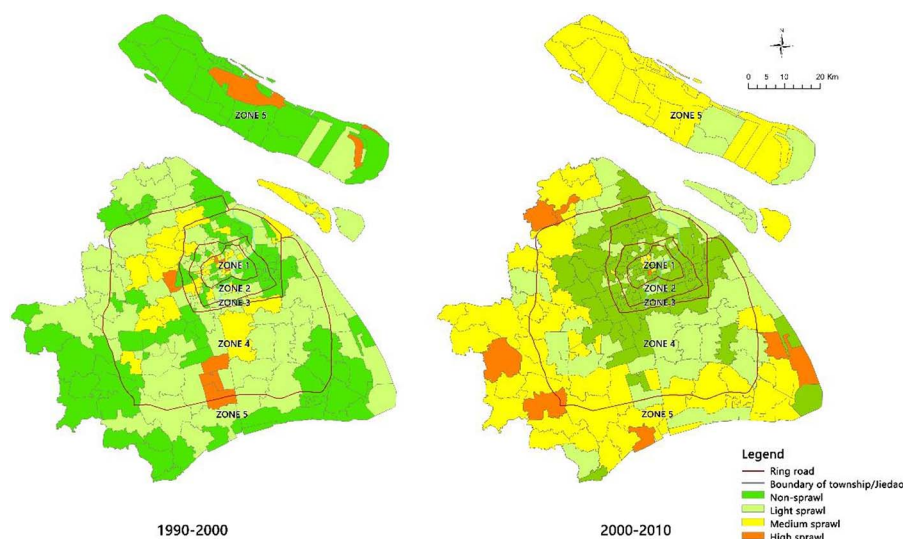 N
0 5 10 20 Km
ZONE 5
ZONE 1
ZONE 2
ZONE 3
ZONE 4
ZONE 5
1990-2000
ZONE 5
ZONE 1
ZONE 2
ZONE 3
ZONE 4
ZONE 5
2000-2010
Legend
Ring road
Boundary of township/Jiedao
Non-sprawl
Light sprawl
Medium sprawl
High sprawl